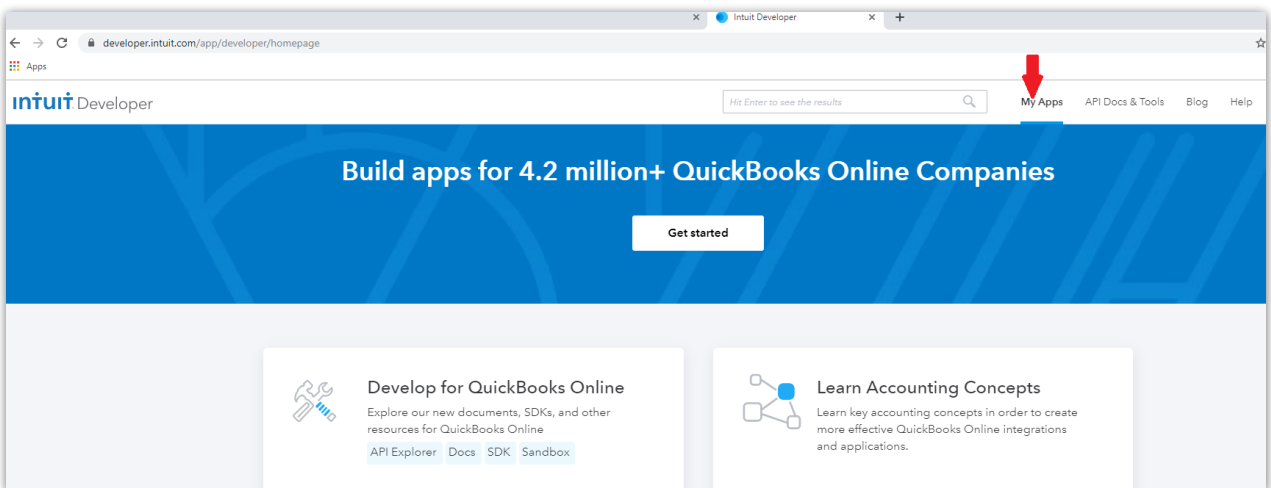 Intuit Developer
developer.intuit.com/app/developer/homepage
Apps
ıntuıt Developer
Hit Enter to see the results
My Apps API Docs & Tools Blog Help
Build apps for 4.2 million+ QuickBooks Online Companies
Get started
Develop for QuickBooks Online
Explore our new documents, SDKs, and other
resources for QuickBooks Online
API Explorer Docs SDK Sandbox
Learn Accounting Concepts
Learn key accounting concepts in order to create
more effective QuickBooks Online integrations
and applications.